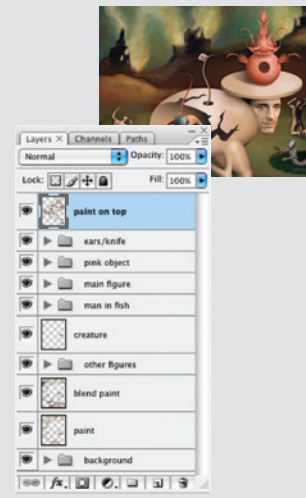 Layers × Channels Paths
Normal Opacity: 100%
Lock: Fill: 100%
paint on top
ears/knife
pink object
main figure
man in fish
creature
other figures
blend paint
paint
background
fx.